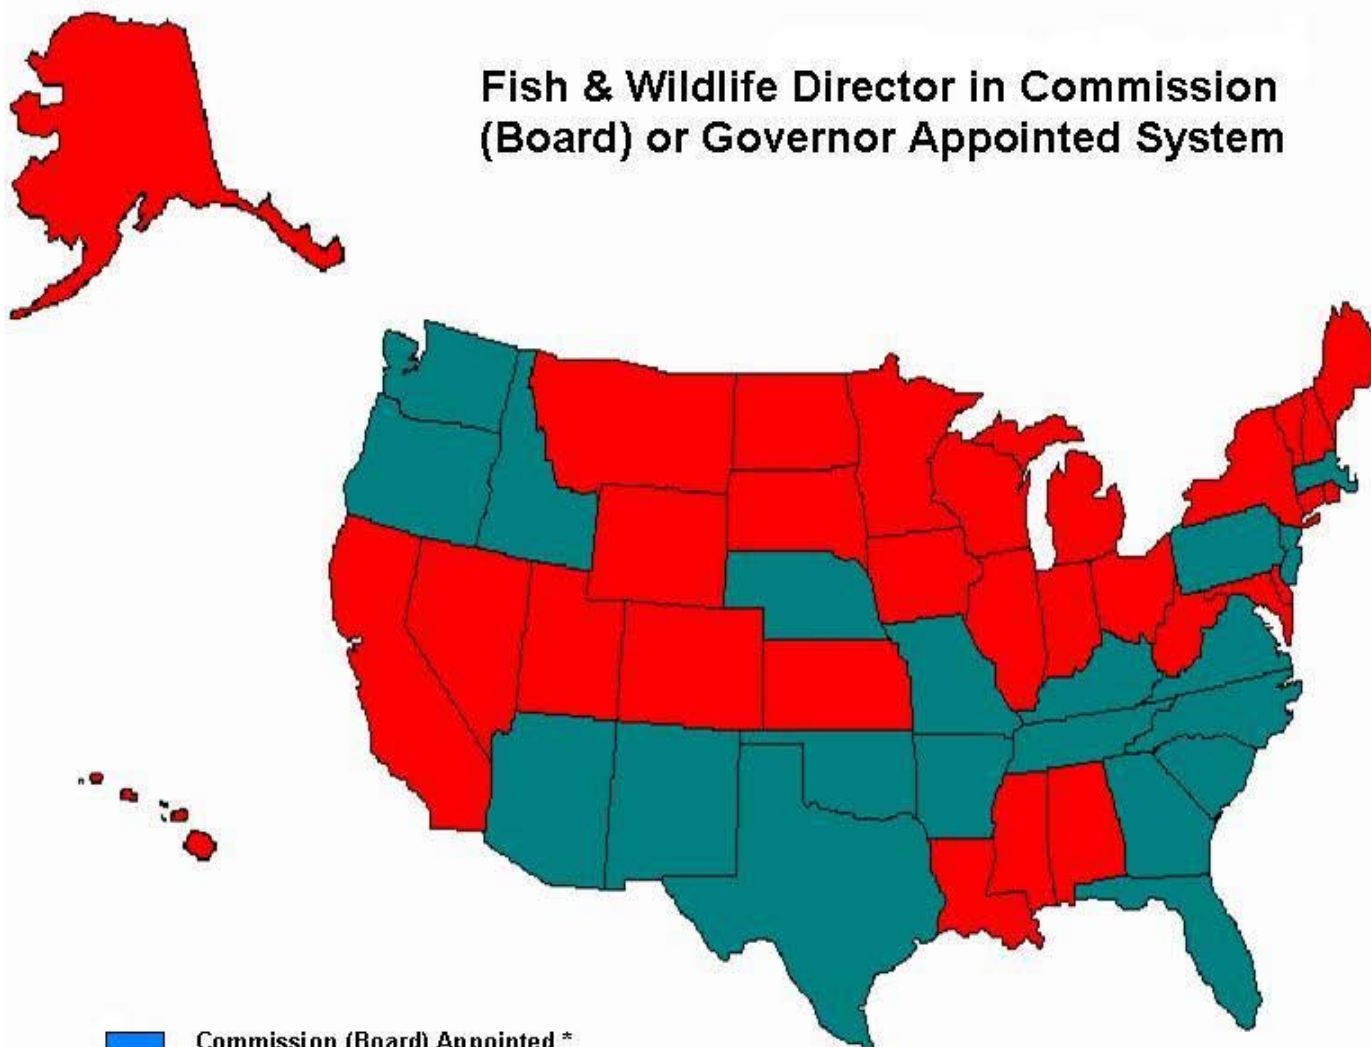 Fish & Wildlife Director in Commission
(Board) or Governor Appointed System
Commission (Board) Appointed *